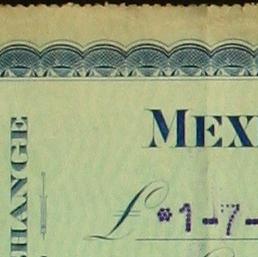 MEX
HANGE
£ *1-7-